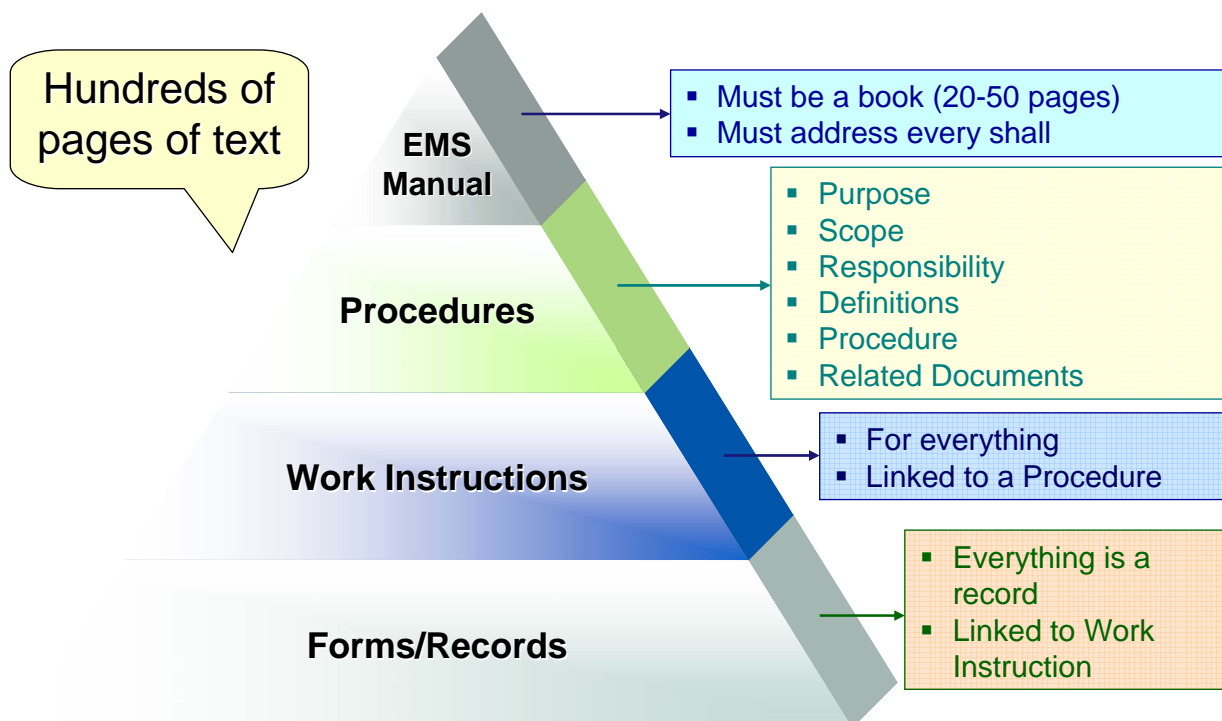 Hundreds of
pages of text
EMS
Manual
▪ Must be a book (20-50 pages)
▪ Must address every shall
Procedures
▪ Purpose
▪ Scope
▪ Responsibility
▪ Definitions
▪ Procedure
▪ Related Documents
Work Instructions
▪ For everything
▪ Linked to a Procedure
Forms/Records
▪ Everything is a
record
▪ Linked to Work
Instruction